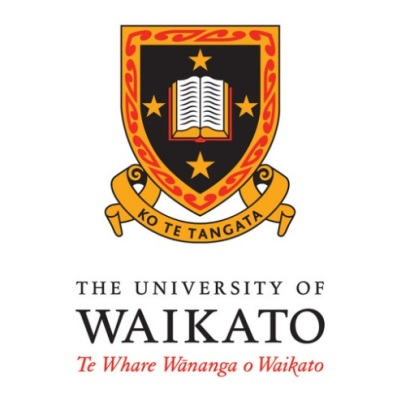 KO TE TANGATA
THE UNIVERSITY OF
WAIKATO
Te Whare Wānanga o Waikato